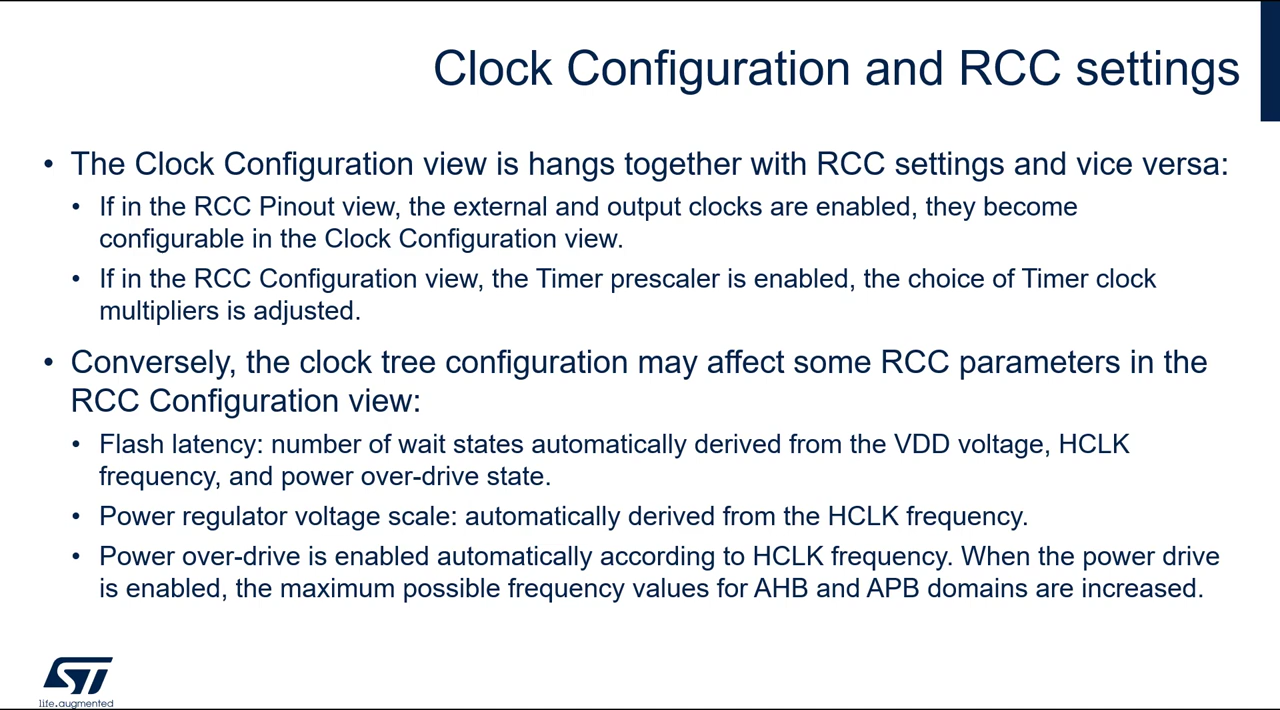 Clock Configuration and RCC settings
• The Clock Configuration view is hangs together with RCC settings and vice versa:
• If in the RCC Pinout view, the external and output clocks are enabled, they become
configurable in the Clock Configuration view.
• If in the RCC Configuration view, the Timer prescaler is enabled, the choice of Timer clock
multipliers is adjusted.
• Conversely, the clock tree configuration may affect some RCC parameters in the
RCC Configuration view:
• Flash latency: number of wait states automatically derived from the VDD voltage, HCLK
frequency, and power over-drive state.
• Power regulator voltage scale: automatically derived from the HCLK frequency.
• Power over-drive is enabled automatically according to HCLK frequency. When the power drive
is enabled, the maximum possible frequency values for AHB and APB domains are increased.
ST
life.augmented